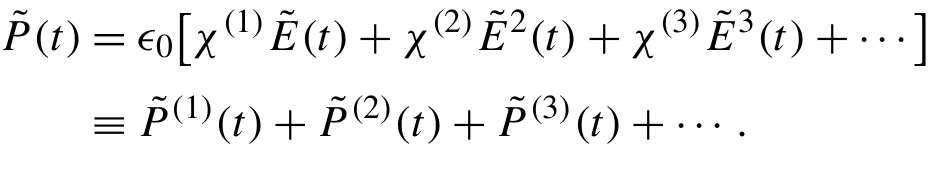 P̃(t) = ϵ₀[χ⁽¹⁾Ẽ(t) + χ⁽²⁾Ẽ²(t) + χ⁽³⁾Ẽ³(t) + ⋯]
≡ P̃⁽¹⁾(t) + P̃⁽²⁾(t) + P̃⁽³⁾(t) + ⋯ .